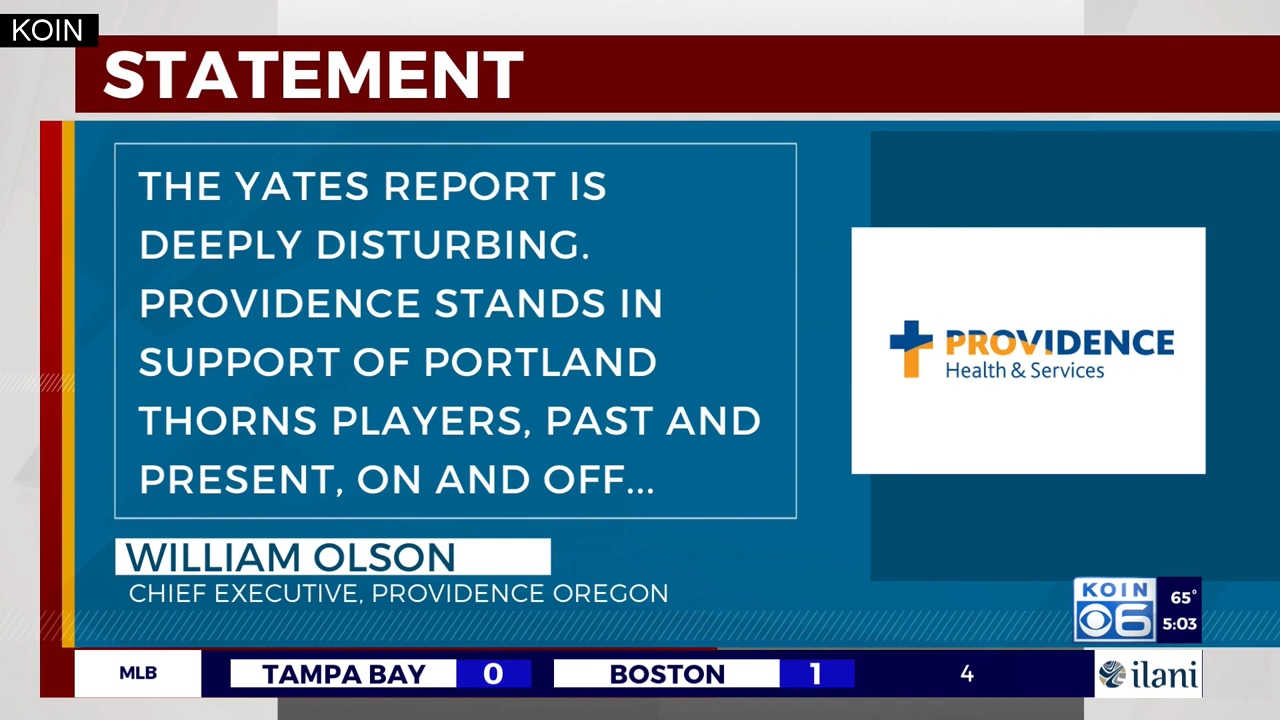 KOIN
STATEMENT
THE YATES REPORT IS
DEEPLY DISTURBING.
PROVIDENCE STANDS IN
SUPPORT OF PORTLAND
THORNS PLAYERS, PAST AND
PRESENT, ON AND OFF...
PROVIDENCE
Health & Services
WILLIAM OLSON
CHIEF EXECUTIVE, PROVIDENCE OREGON
KOIN 6
65°
5:03
MLB TAMPA BAY 0 BOSTON 1 4 ilani